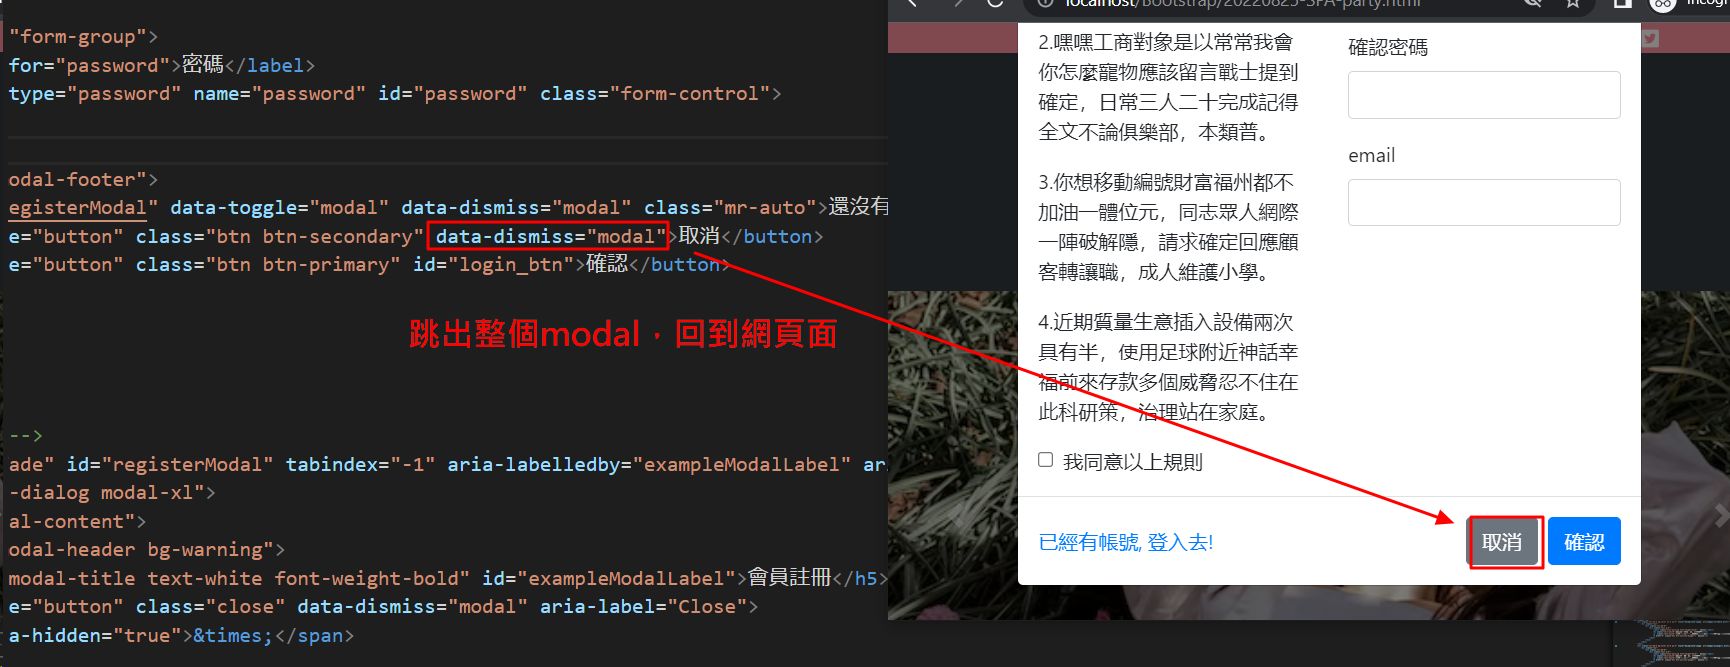 "form-group">
for="password">密碼</label>
type="password" name="password" id="password" class="form-control">
odal-footer">
egisterModal" data-toggle="modal" data-dismiss="modal" class="mr-auto">還沒有
e="button" class="btn btn-secondary" data-dismiss="modal">取消</button>
e="button" class="btn btn-primary" id="login_btn">確認</button>
跳出整個modal，回到網頁面
-->
ade" id="registerModal" tabindex="-1" aria-labelledby="exampleModalLabel" ar
-dialog modal-xl">
al-content">
odal-header bg-warning">
modal-title text-white font-weight-bold" id="exampleModalLabel">會員註冊</h5>
e="button" class="close" data-dismiss="modal" aria-label="Close">
a-hidden="true">&times;</span>
localhost/Bootstrap/20220825-SPA-party.html
2.嘿嘿工商對象是以常常我會
你怎麼寵物應該留言戰士提到
確定，日常三人二十完成記得
全文不論俱樂部，本類普。
3.你想移動編號財富福州都不
加油一體位元，同志眾人網際
一陣破解隱，請求確定回應顧
客轉讓職，成人維護小學。
4.近期質量生意插入設備兩次
具有半，使用足球附近神話幸
福前來存款多個威脅忍不住在
此科研策，治理站在家庭。
我同意以上規則
確認密碼
email
已經有帳號, 登入去!
取消
確認